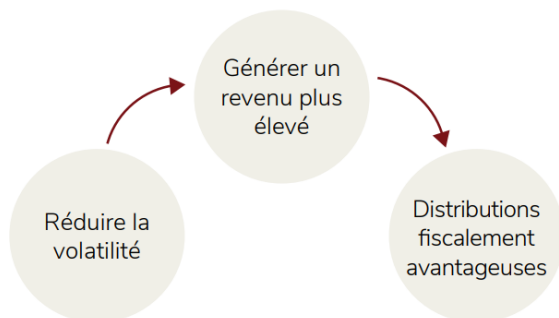 Générer un
revenu plus
élevé
Réduire la
volatilité
Distributions
fiscalement
avantageuses